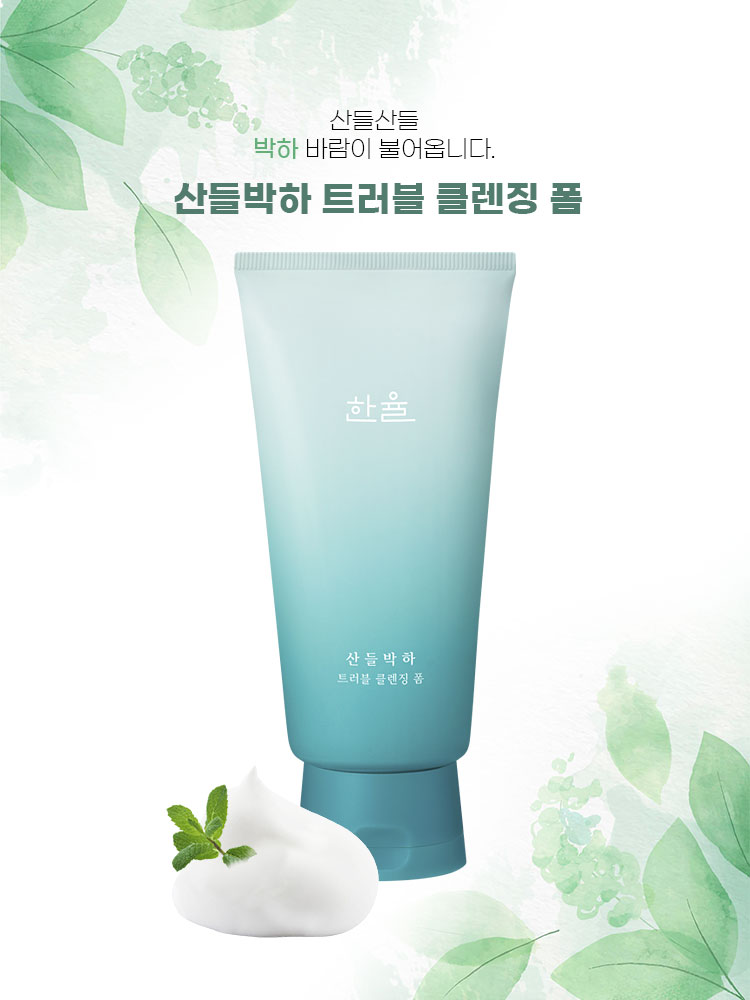 산들산들
박하 바람이 불어옵니다.
산들박하 트러블 클렌징 폼
한율
산들박하
트러블 클렌징 폼